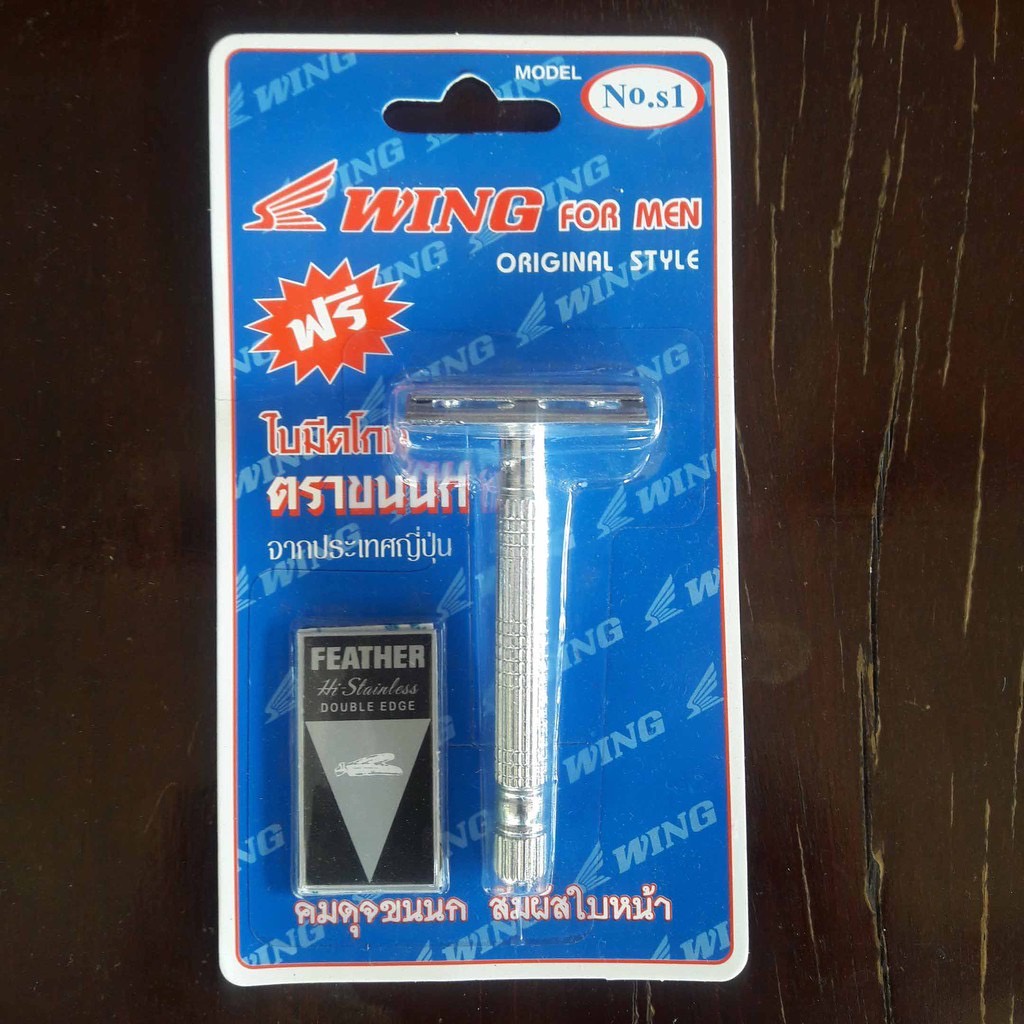 MODEL No.s1
WING FOR MEN
ORIGINAL STYLE
ฟรี
ใบมีดโกน
ตราขนนก
จากประเทศญี่ปุ่น
FEATHER
Hi-Stainless
DOUBLE EDGE
คมดุจขนนก สัมผัสใบหน้า